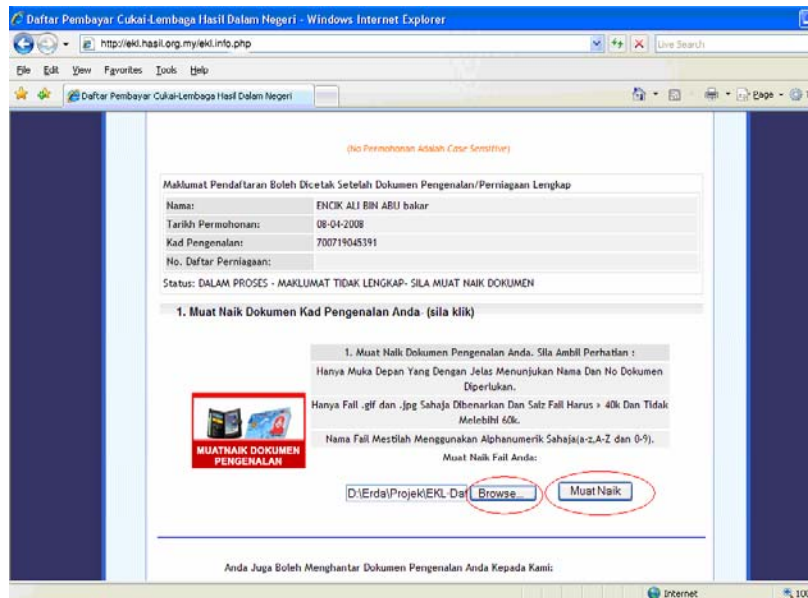 Daftar Pembayar Cukai-Lembaga Hasil Dalam Negeri - Windows Internet Explorer
http://ekl.hasil.org.my/ekl.info.php
Live Search
File Edit View Favorites Tools Help
Daftar Pembayar Cukai-Lembaga Hasil Dalam Negeri
Page
(No Permohonan Adalah Case Sensitive)
Maklumat Pendaftaran Boleh Dicetak Setelah Dokumen Pengenalan/Perniagaan Lengkap
Nama: ENCIK ALI BIN ABU bakar
Tarikh Permohonan: 08-04-2008
Kad Pengenalan: 700719045391
No. Daftar Perniagaan:
Status: DALAM PROSES - MAKLUMAT TIDAK LENGKAP- SILA MUAT NAIK DOKUMEN
1. Muat Naik Dokumen Kad Pengenalan Anda (sila klik)
1. Muat Naik Dokumen Pengenalan Anda. Sila Ambil Perhatian :
Hanya Muka Depan Yang Dengan Jelas Menunjukan Nama Dan No Dokumen
Diperlukan.
Hanya Fail .gif dan .jpg Sahaja Dibenarkan Dan Saiz Fail Harus > 40k Dan Tidak
Melebihi 60k.
Nama Fail Mestilah Menggunakan Alphanumerik Sahaja(a-z,A-Z dan 0-9).
MUATNAIK DOKUMEN
PENGENALAN
Muat Naik Fail Anda:
D:\Erda\Projek\EKL-Daf Browse... Muat Naik
Anda Juga Boleh Menghantar Dokumen Pengenalan Anda Kepada Kami:
Internet